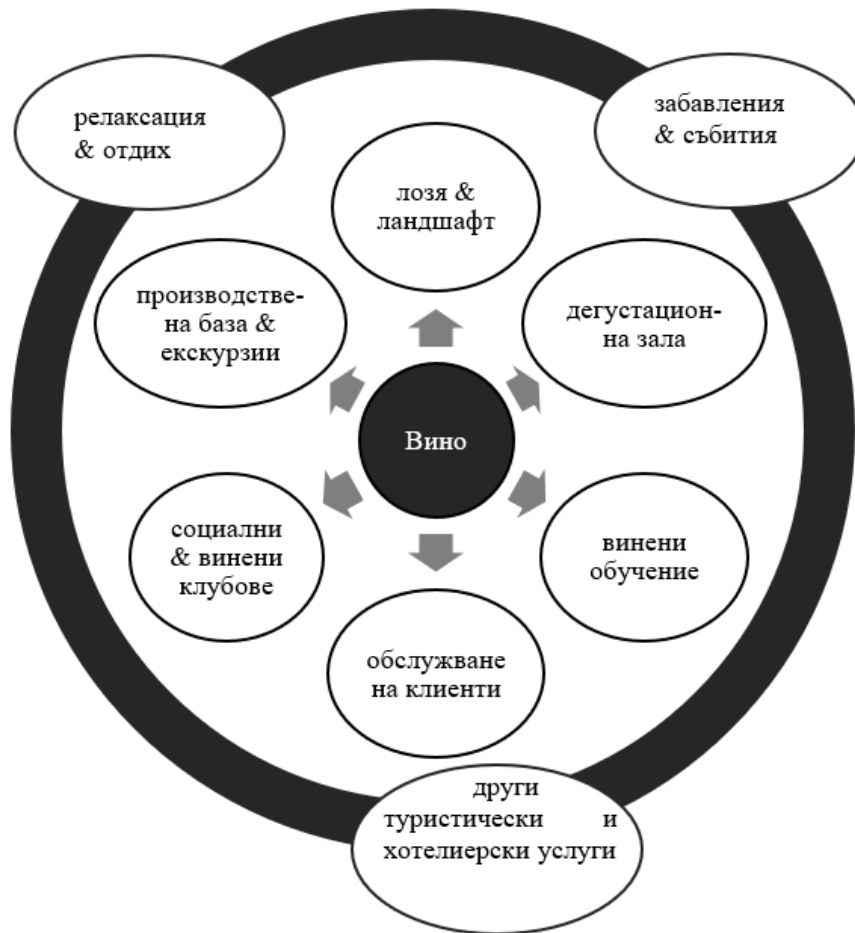 релаксация
& отдих
забавления
& събития
лозя &
ландшафт
производстве-
на база &
екскурзии
дегустацион-
на зала
Вино
социални
& винени
клубове
винени
обучение
обслужване
на клиенти
други
туристически и
хотелиерски услуги